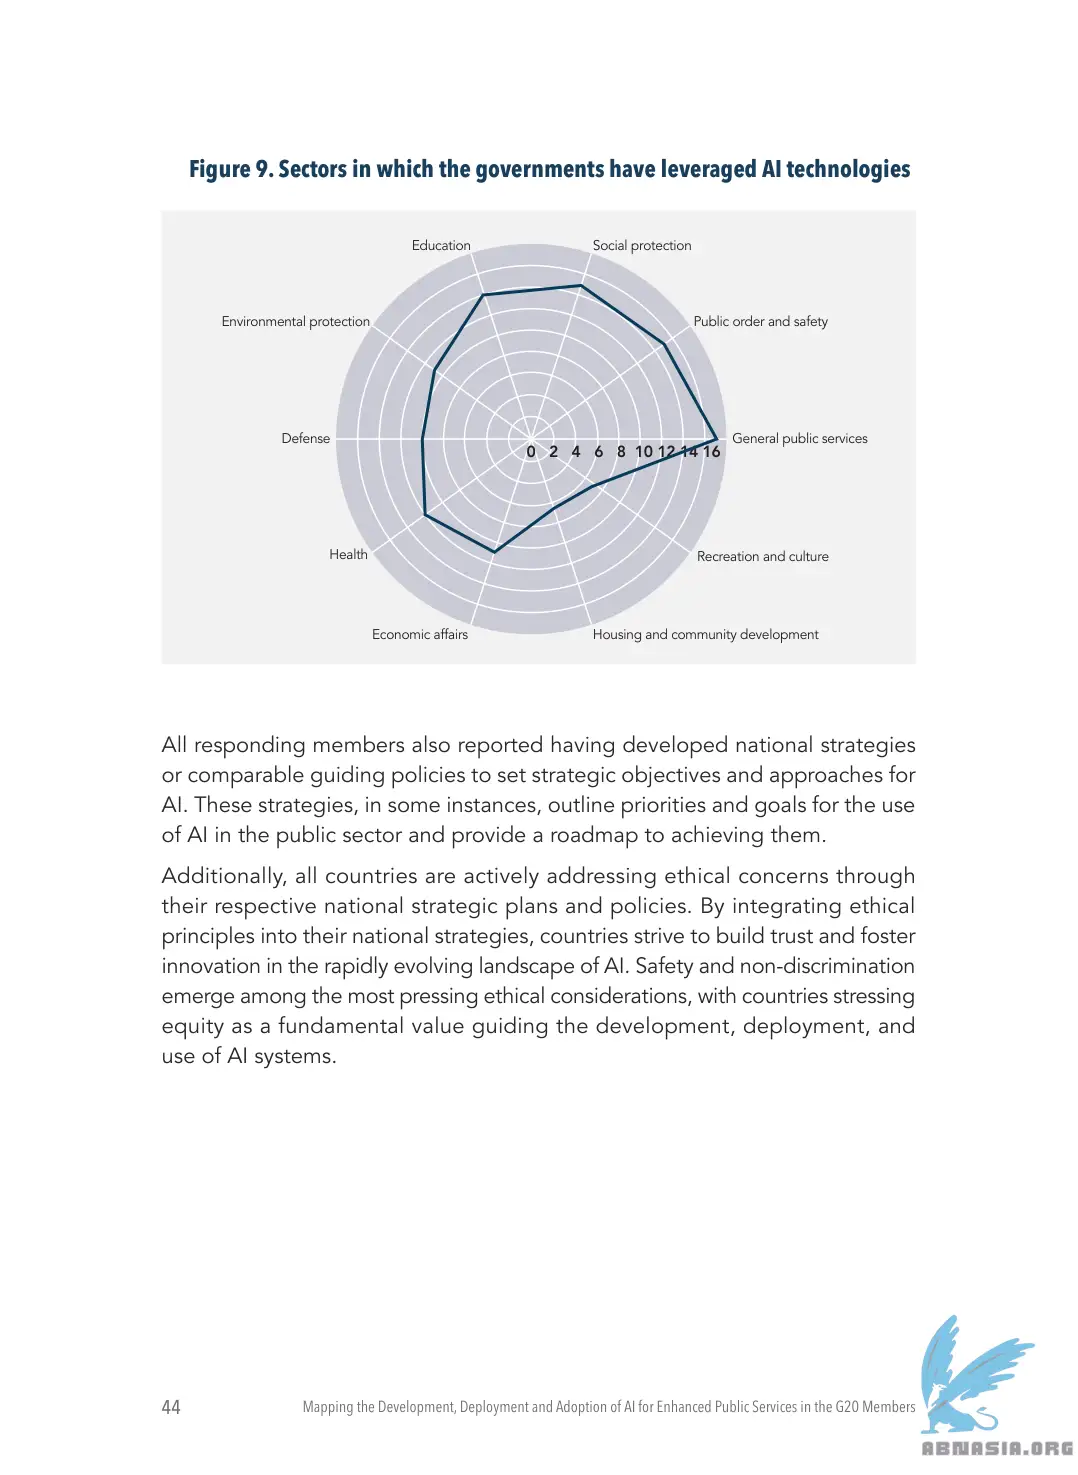 Figure 9. Sectors in which the governments have leveraged AI technologies
Education
Social protection
Environmental protection
Public order and safety
Defense
General public services
0 2 4 6 8 10 12 14 16
Health
Recreation and culture
Economic affairs
Housing and community development
All responding members also reported having developed national strategies
or comparable guiding policies to set strategic objectives and approaches for
AI. These strategies, in some instances, outline priorities and goals for the use
of AI in the public sector and provide a roadmap to achieving them.
Additionally, all countries are actively addressing ethical concerns through
their respective national strategic plans and policies. By integrating ethical
principles into their national strategies, countries strive to build trust and foster
innovation in the rapidly evolving landscape of AI. Safety and non-discrimination
emerge among the most pressing ethical considerations, with countries stressing
equity as a fundamental value guiding the development, deployment, and
use of AI systems.
44
Mapping the Development, Deployment and Adoption of AI for Enhanced Public Services in the G20 Members
ABNASIA.ORG